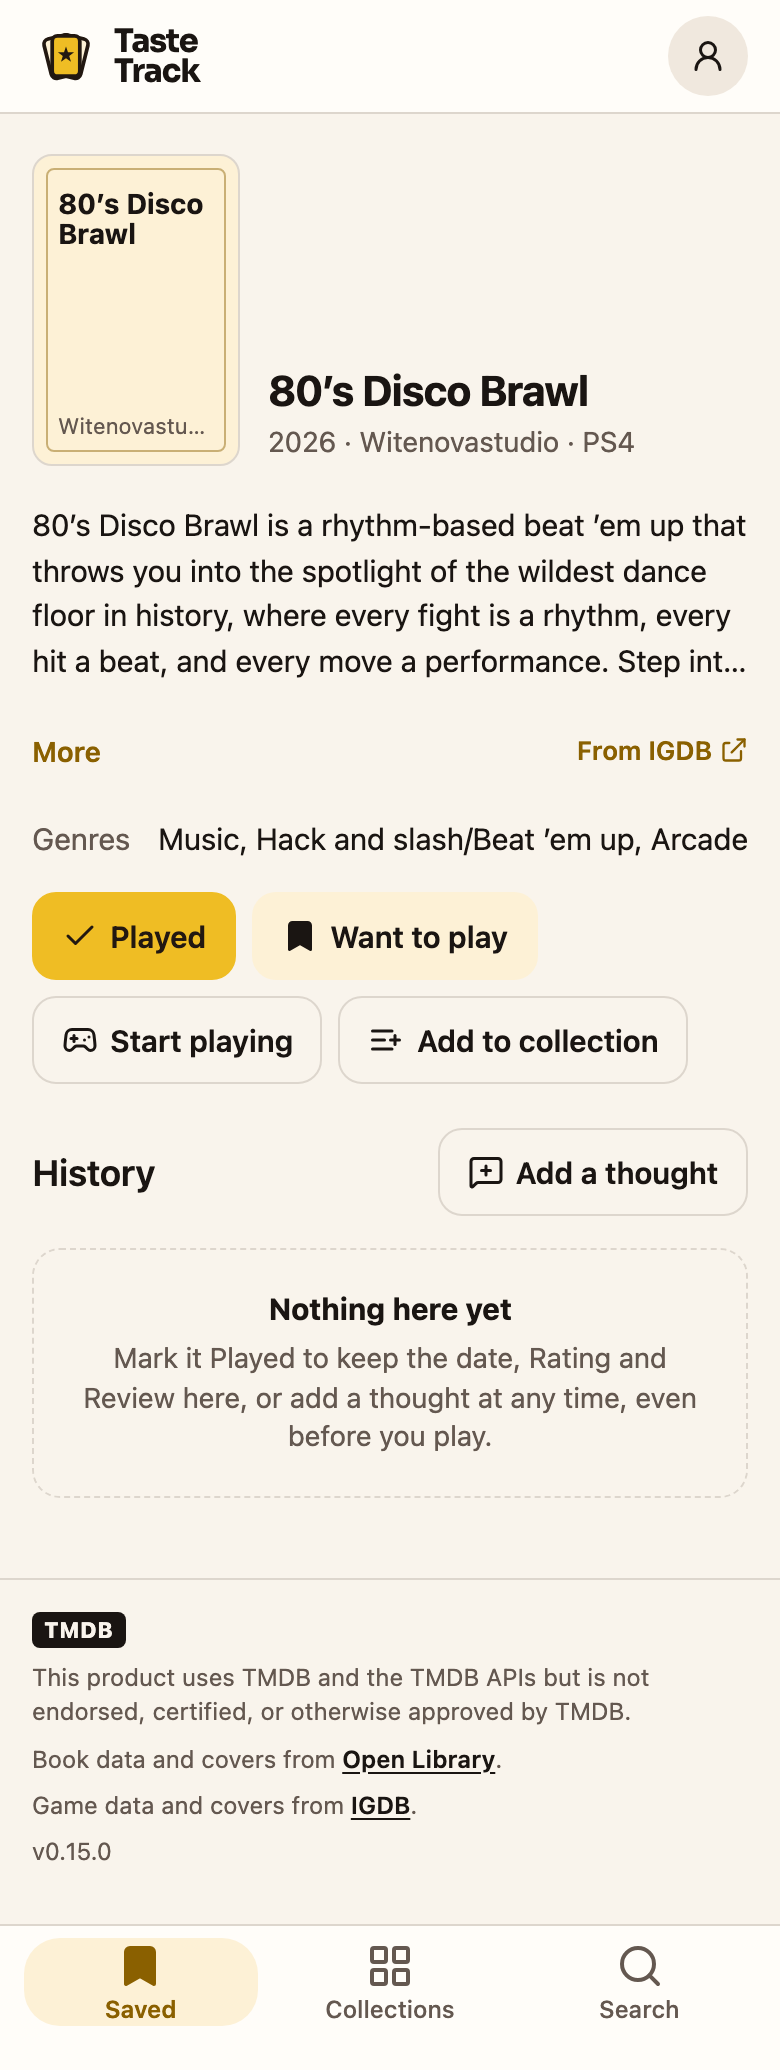 Taste
Track
80’s Disco
Brawl
Witenovastu...
80’s Disco Brawl
2026 · Witenovastudio · PS4
80’s Disco Brawl is a rhythm-based beat ’em up that
throws you into the spotlight of the wildest dance
floor in history, where every fight is a rhythm, every
hit a beat, and every move a performance. Step int...
More
From IGDB
Genres Music, Hack and slash/Beat ’em up, Arcade
Played
Want to play
Start playing
Add to collection
History
Add a thought
Nothing here yet
Mark it Played to keep the date, Rating and
Review here, or add a thought at any time, even
before you play.
TMDB
This product uses TMDB and the TMDB APIs but is not
endorsed, certified, or otherwise approved by TMDB.
Book data and covers from Open Library.
Game data and covers from IGDB.
v0.15.0
Saved
Collections
Search